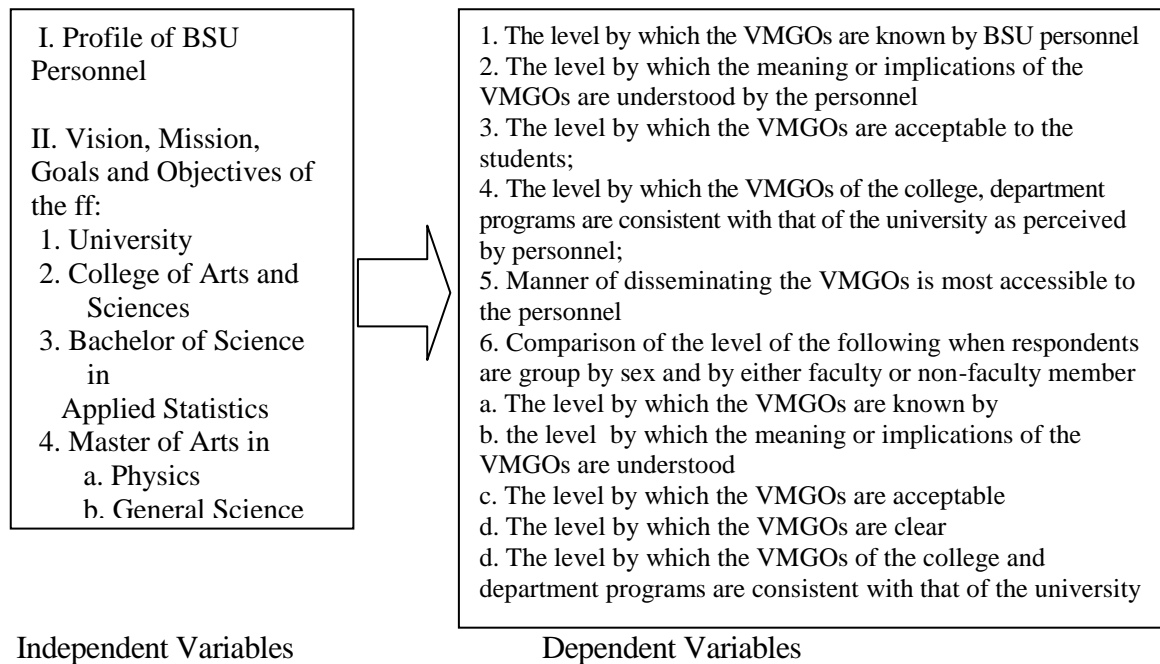 I. Profile of BSU
Personnel
II. Vision, Mission,
Goals and Objectives of
the ff:
1. University
2. College of Arts and
Sciences
3. Bachelor of Science
in
Applied Statistics
4. Master of Arts in
a. Physics
b. General Science
1. The level by which the VMGOs are known by BSU personnel
2. The level by which the meaning or implications of the
VMGOs are understood by the personnel
3. The level by which the VMGOs are acceptable to the
students;
4. The level by which the VMGOs of the college, department
programs are consistent with that of the university as perceived
by personnel;
5. Manner of disseminating the VMGOs is most accessible to
the personnel
6. Comparison of the level of the following when respondents
are group by sex and by either faculty or non-faculty member
a. The level by which the VMGOs are known by
b. the level by which the meaning or implications of the
VMGOs are understood
c. The level by which the VMGOs are acceptable
d. The level by which the VMGOs are clear
d. The level by which the VMGOs of the college and
department programs are consistent with that of the university
Independent Variables
Dependent Variables